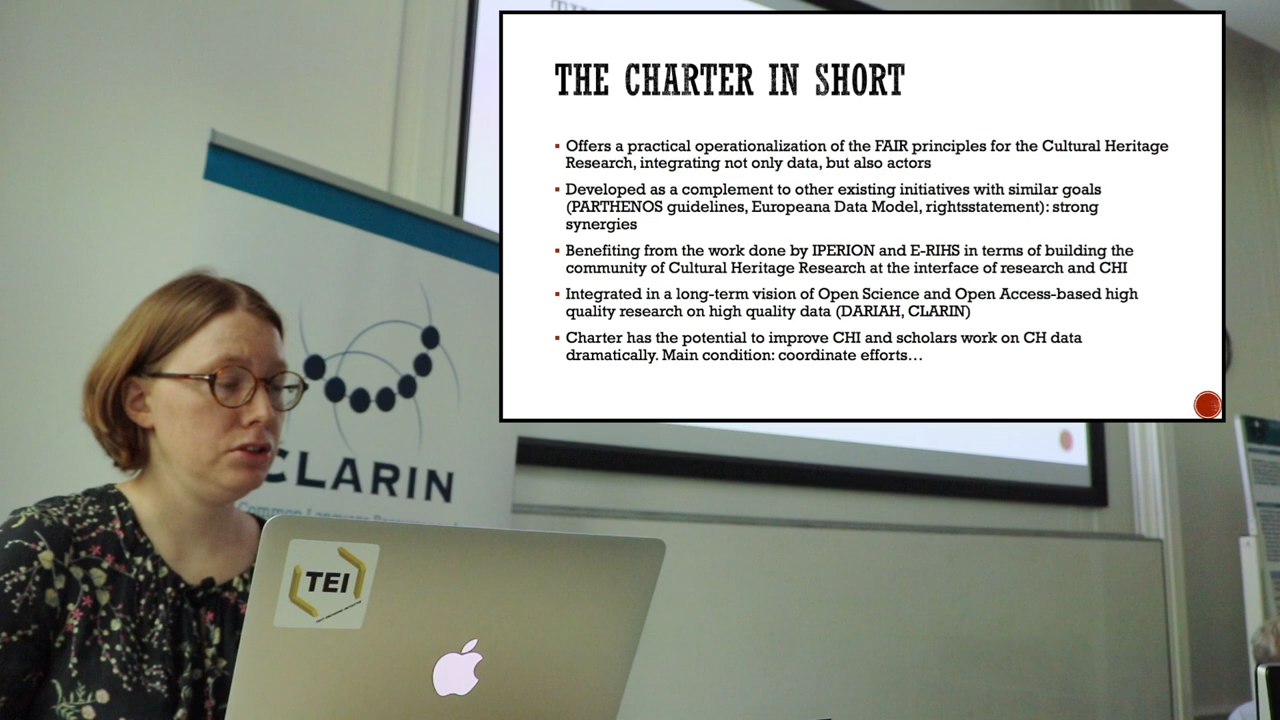 THE CHARTER IN SHORT
Offers a practical operationalization of the FAIR principles for the Cultural Heritage
Research, integrating not only data, but also actors
Developed as a complement to other existing initiatives with similar goals
(PARTHENOS guidelines, Europeana Data Model, rightsstatement): strong
synergies
Benefiting from the work done by IPERION and E-RIHS in terms of building the
community of Cultural Heritage Research at the interface of research and CHI
Integrated in a long-term vision of Open Science and Open Access-based high
quality research on high quality data (DARIAH, CLARIN)
Charter has the potential to improve CHI and scholars work on CH data
dramatically. Main condition: coordinate efforts…
CLARIN
Common Language
TEI